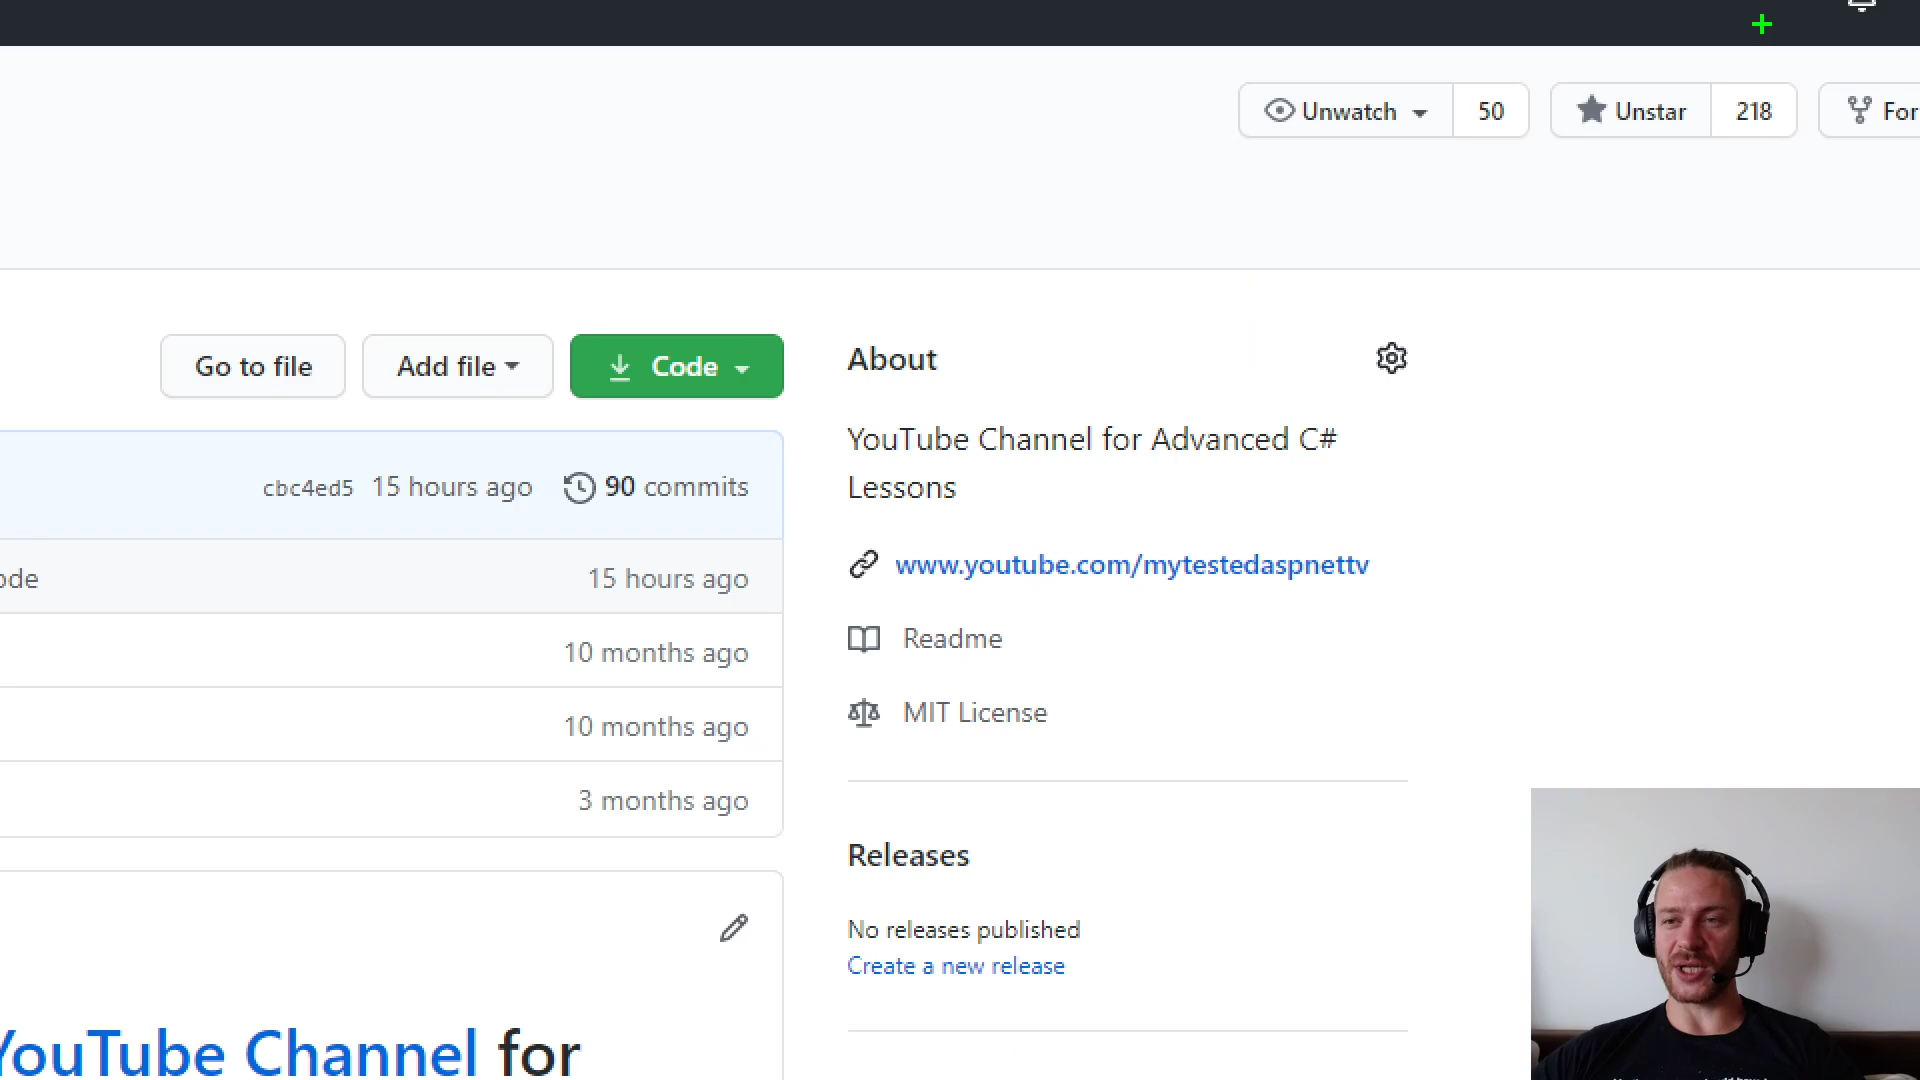 Unwatch 50 Unstar 218 For
Go to file Add file Code
cbc4ed5 15 hours ago 90 commits
ode 15 hours ago
10 months ago
10 months ago
3 months ago
YouTube Channel for
About
YouTube Channel for Advanced C#
Lessons
www.youtube.com/mytestedaspnettv
Readme
MIT License
Releases
No releases published
Create a new release